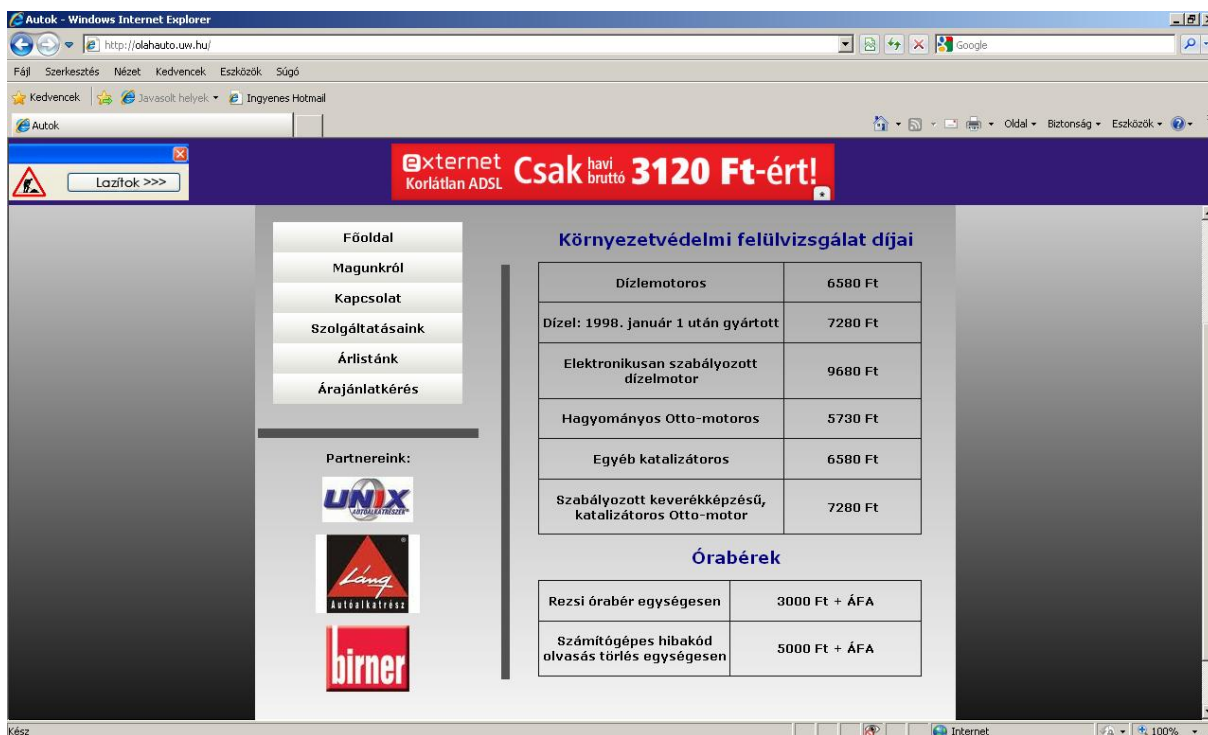 Autok - Windows Internet Explorer
http://olahauto.uw.hu/
Google
Fájl Szerkesztés Nézet Kedvencek Eszközök Súgó
Kedvencek Javasolt helyek Ingyenes Hotmail
Autok
Oldal Biztonság Eszközök
Lazítok >>>
externet
Korlátlan ADSL
Csak havi bruttó 3120 Ft-ért!
Főoldal
Magunkról
Kapcsolat
Szolgáltatásaink
Árlistánk
Árajánlatkérés
Partnereink:
UNIX
AUTÓALKATRÉSZEK
Láng
Autóalkatrész
birner
Környezetvédelmi felülvizsgálat díjai
Dízlemotoros 6580 Ft
Dízel: 1998. január 1 után gyártott 7280 Ft
Elektronikusan szabályozott
dízelmotor 9680 Ft
Hagyományos Otto-motoros 5730 Ft
Egyéb katalizátoros 6580 Ft
Szabályozott keverékképzésű,
katalizátoros Otto-motor 7280 Ft
Órabérek
Rezsi órabér egységesen 3000 Ft + ÁFA
Számítógépes hibakód
olvasás törlés egységesen 5000 Ft + ÁFA
Kész
Internet
100%